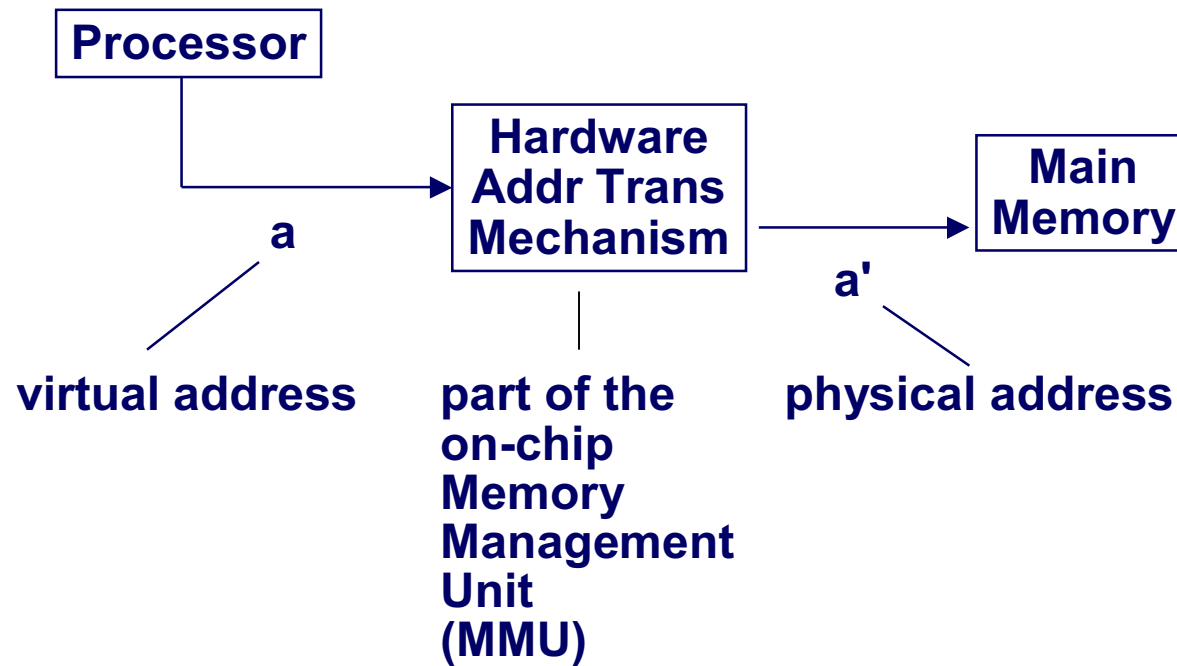 Processor
Hardware
Addr Trans
Mechanism
Main
Memory
a
a'
virtual address
part of the
on-chip
Memory
Management
Unit
(MMU)
physical address